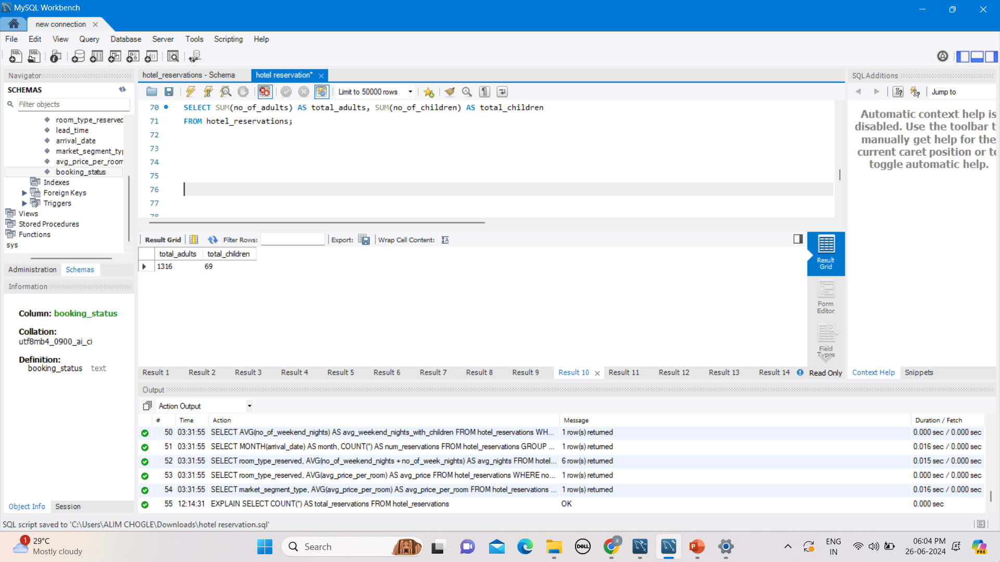 MySQL Workbench
new connection
File Edit View Query Database Server Tools Scripting Help
Navigator
SCHEMAS
Filter objects
room_type_reserved
lead_time
arrival_date
market_segment_typ
avg_price_per_room
booking_status
Indexes
Foreign Keys
Triggers
Views
Stored Procedures
Functions
sys
Administration Schemas
Information
Column: booking_status
Collation:
utf8mb4_0900_ai_ci
Definition:
booking_status text
Object Info Session
hotel_reservations - Schema hotel reservation*
Limit to 50000 rows
70 SELECT SUM(no_of_adults) AS total_adults, SUM(no_of_children) AS total_children
71 FROM hotel_reservations;
72
73
74
75
76
77
78
Result Grid Filter Rows: Export: Wrap Cell Content:
total_adults total_children
1316 69
Result Grid
Form Editor
Field Types
Result 1 Result 2 Result 3 Result 4 Result 5 Result 6 Result 7 Result 8 Result 9 Result 10 Result 11 Result 12 Result 13 Result 14 Read Only
SQLAdditions
Jump to
Automatic context help is
disabled. Use the toolbar t
manually get help for the
current caret position or to
toggle automatic help.
Context Help Snippets
Output
Action Output
# Time Action Message Duration / Fetch
50 03:31:55 SELECT AVG(no_of_weekend_nights) AS avg_weekend_nights_with_children FROM hotel_reservations WH... 1 row(s) returned 0.000 sec / 0.000 sec
51 03:31:55 SELECT MONTH(arrival_date) AS month, COUNT(*) AS num_reservations FROM hotel_reservations GROUP ... 1 row(s) returned 0.016 sec / 0.000 sec
52 03:31:55 SELECT room_type_reserved, AVG(no_of_weekend_nights + no_of_week_nights) AS avg_nights FROM hotel... 6 row(s) returned 0.015 sec / 0.000 sec
53 03:31:55 SELECT room_type_reserved, AVG(avg_price_per_room) AS avg_price FROM hotel_reservations WHERE no... 1 row(s) returned 0.000 sec / 0.000 sec
54 03:31:55 SELECT market_segment_type, AVG(avg_price_per_room) AS avg_price_per_room FROM hotel_reservations ... 1 row(s) returned 0.016 sec / 0.000 sec
55 12:14:31 EXPLAIN SELECT COUNT(*) AS total_reservations FROM hotel_reservations OK 0.000 sec
SQL script saved to 'C:\Users\ALIM CHOGLE\Downloads\hotel reservation.sql'
1
29°C
Mostly cloudy
Search
DELL
a
P
ENG
IN
06:04 PM
26-06-2024
PRE